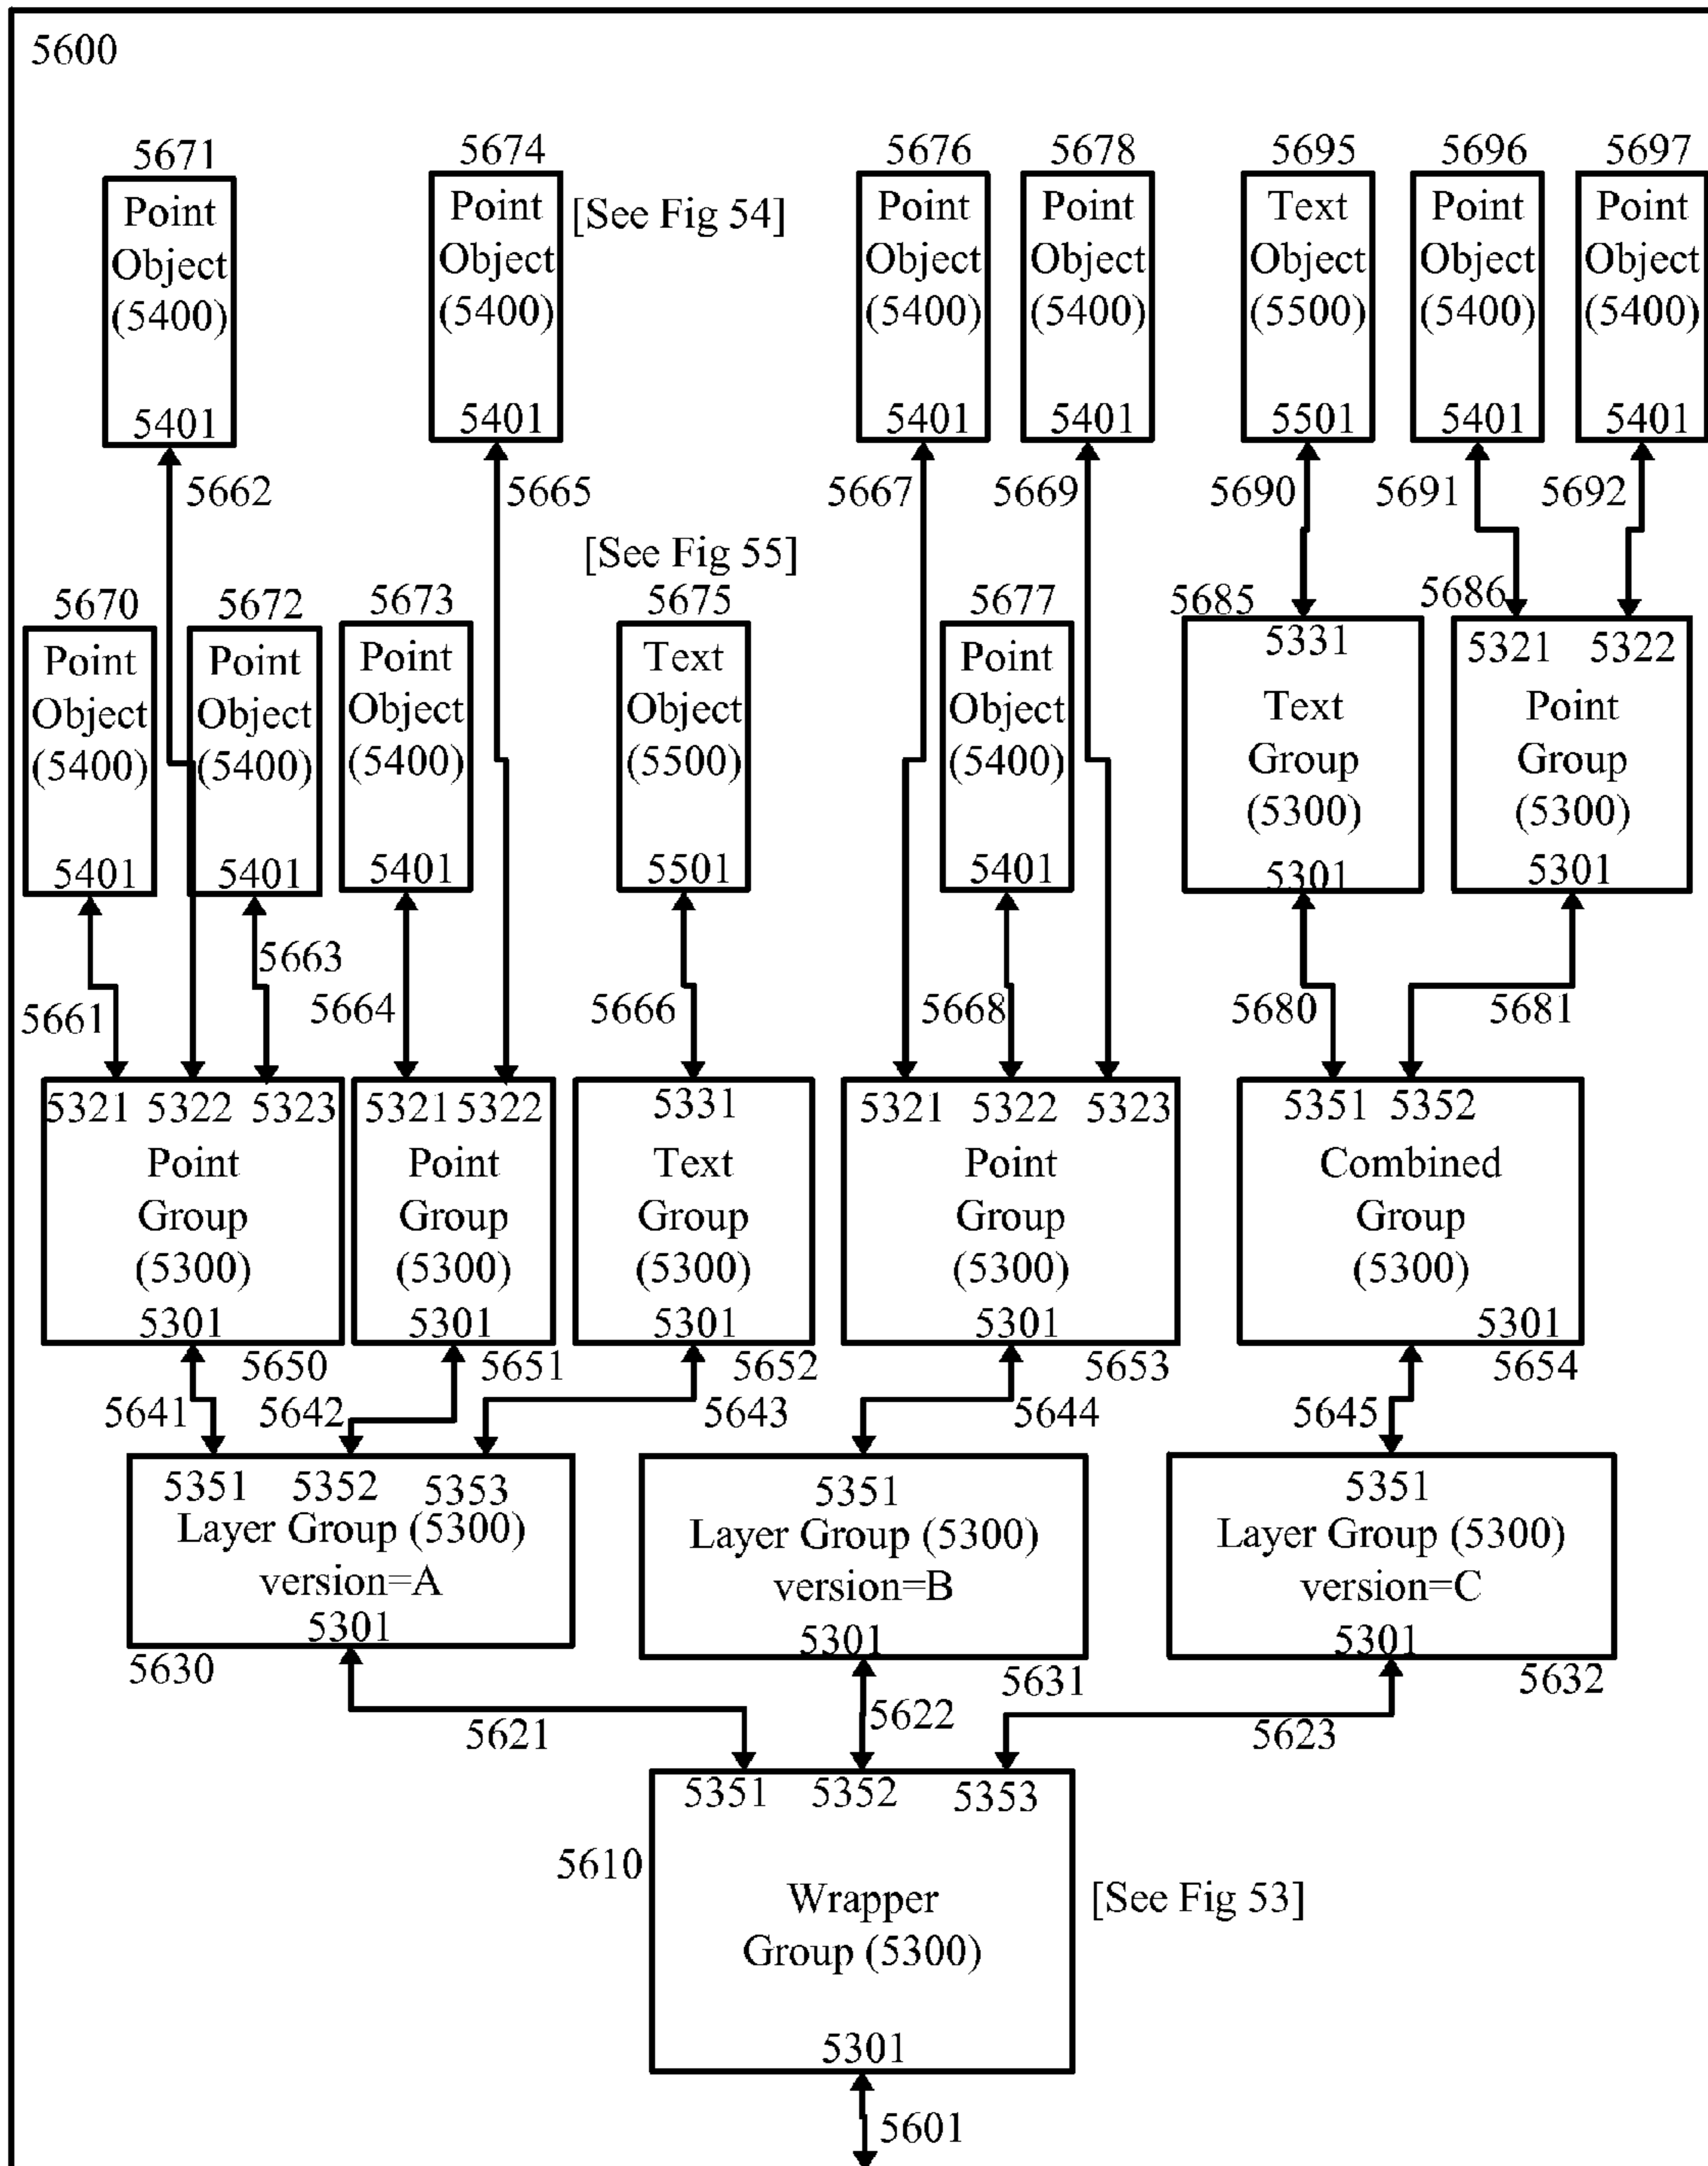 5600
5671
Point
Object
(5400)
5401
5674
Point
Object
(5400)
5401
[See Fig 54]
5676
Point
Object
(5400)
5401
5678
Point
Object
(5400)
5401
5695
Text
Object
(5500)
5501
5696
Point
Object
(5400)
5401
5697
Point
Object
(5400)
5401
5662
5665
5667
5669
5690
5691
5692
[See Fig 55]
5670
Point
Object
(5400)
5401
5672
Point
Object
(5400)
5401
5673
Point
Object
(5400)
5401
5675
Text
Object
(5500)
5501
5677
Point
Object
(5400)
5401
5685
5331
Text
Group
(5300)
5301
5686
5321 5322
Point
Group
(5300)
5301
5661
5663
5664
5666
5668
5680
5681
5321 5322 5323
Point
Group
(5300)
5301
5650
5321 5322
Point
Group
(5300)
5301
5651
5331
Text
Group
(5300)
5301
5652
5321 5322 5323
Point
Group
(5300)
5301
5653
5351 5352
Combined
Group
(5300)
5301
5654
5641
5642
5643
5644
5645
5351 5352 5353
Layer Group (5300)
version=A
5301
5630
5351
Layer Group (5300)
version=B
5301
5631
5351
Layer Group (5300)
version=C
5301
5632
5621
5622
5623
5351 5352 5353
5610
Wrapper
Group (5300)
5301
[See Fig 53]
5601